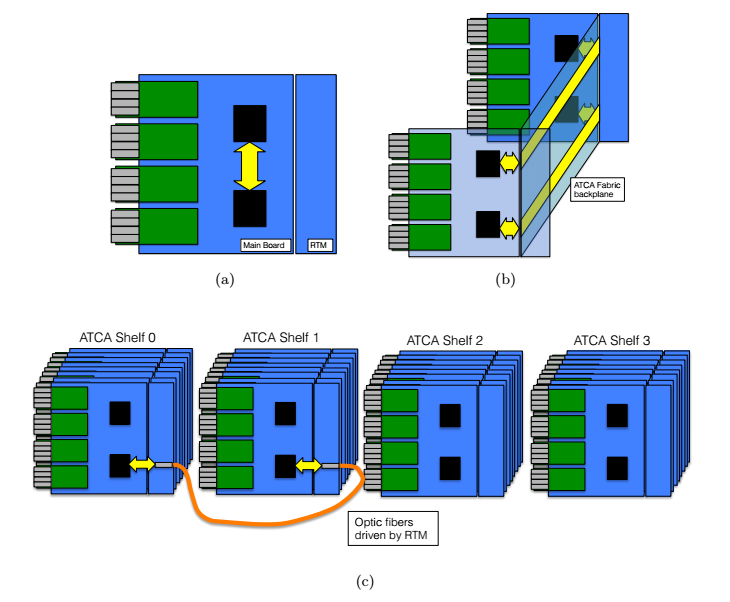 Main Board
RTM
ATCA Fabric
backplane
(a)
(b)
ATCA Shelf 0
ATCA Shelf 1
ATCA Shelf 2
ATCA Shelf 3
Optic fibers
driven by RTM
(c)